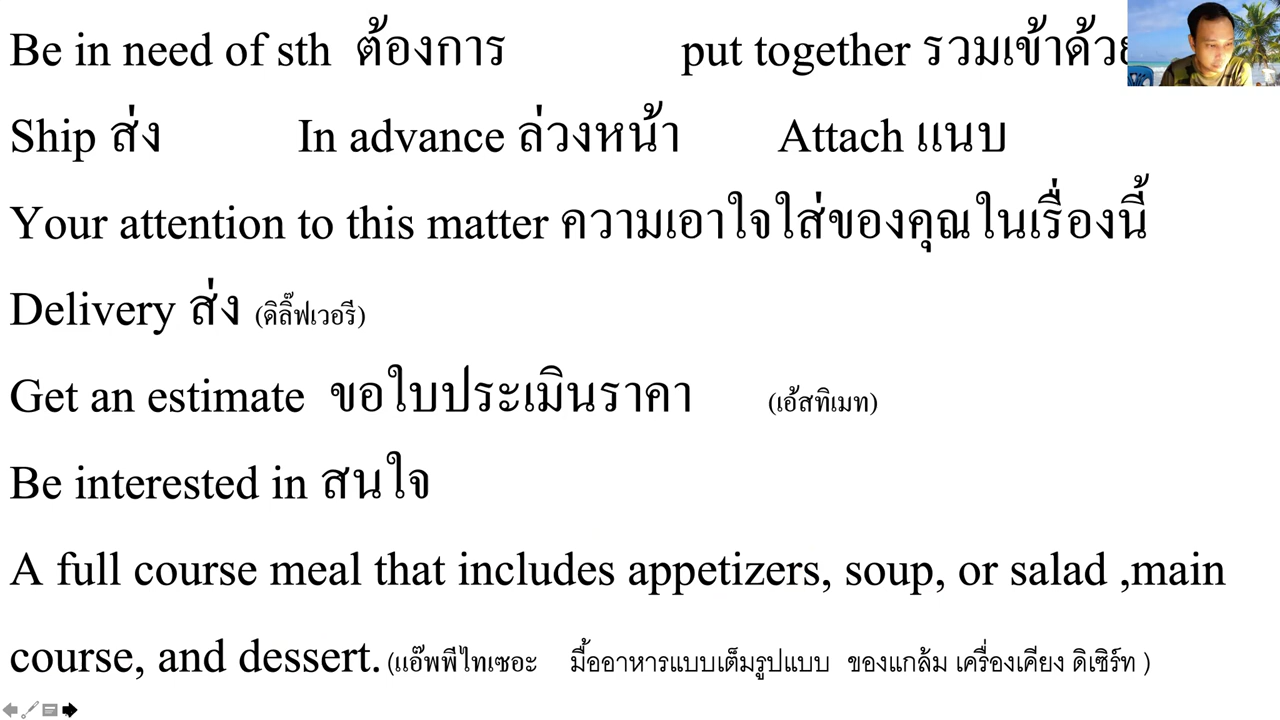 Be in need of sth ต้องการ put together รวมเข้าด้วย
Ship ส่ง In advance ล่วงหน้า Attach แนบ
Your attention to this matter ความเอาใจใส่ของคุณในเรื่องนี้
Delivery ส่ง (ดิลิ๊ฟเวอรี)
Get an estimate ขอใบประเมินราคา (เอ้สทิเมท)
Be interested in สนใจ
A full course meal that includes appetizers, soup, or salad ,main
course, and dessert. (แอ๊พพีไทเซอะ มื้ออาหารแบบเต็มรูปแบบ ของแกล้ม เครื่องเคียง ดิเซิร์ท )